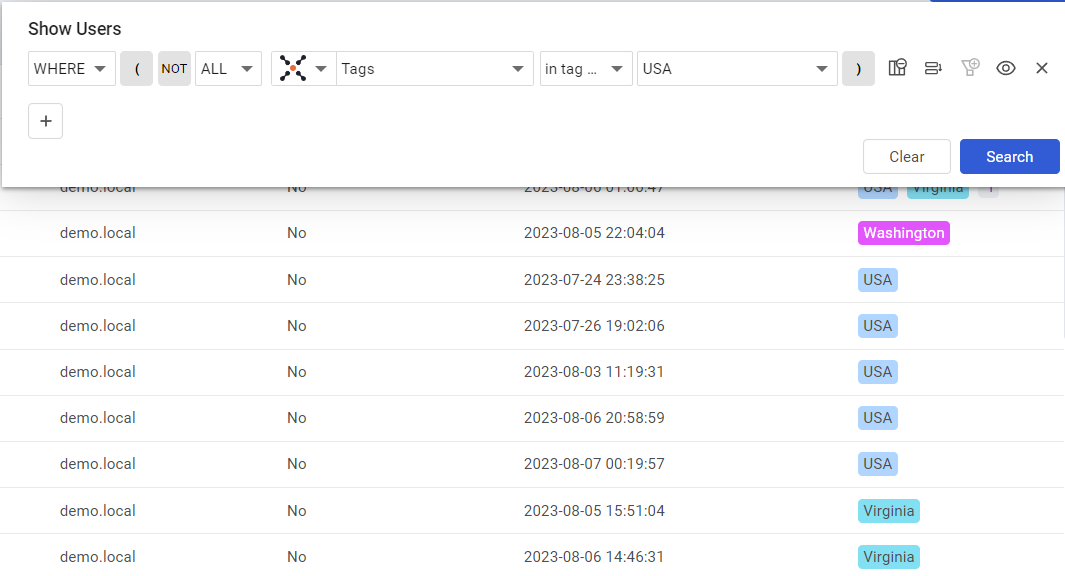 Show Users
WHERE ( NOT ALL Tags in tag ... USA )
+
Clear Search
demo.local No 2023-08-06 01:00:47 USA Virginia
demo.local No 2023-08-05 22:04:04 Washington
demo.local No 2023-07-24 23:38:25 USA
demo.local No 2023-07-26 19:02:06 USA
demo.local No 2023-08-03 11:19:31 USA
demo.local No 2023-08-06 20:58:59 USA
demo.local No 2023-08-07 00:19:57 USA
demo.local No 2023-08-05 15:51:04 Virginia
demo.local No 2023-08-06 14:46:31 Virginia